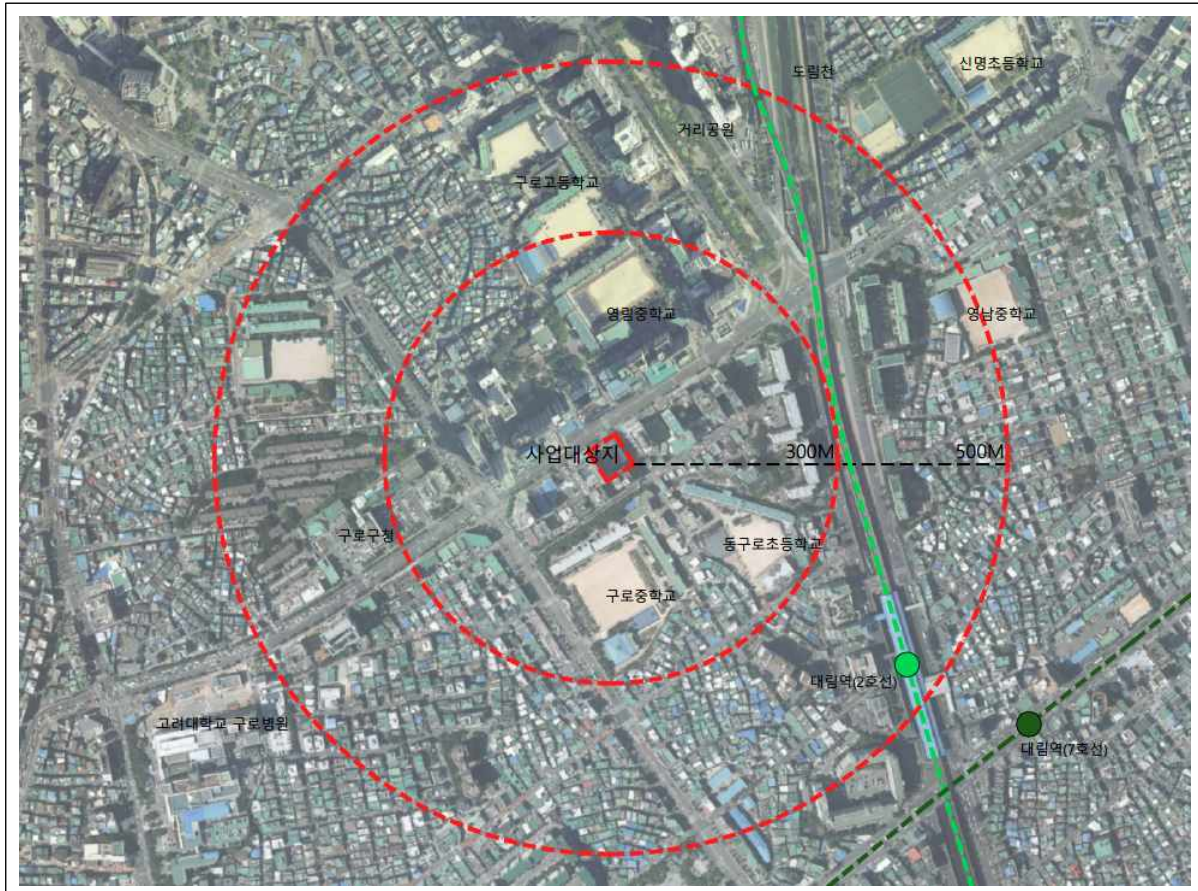 도림천
신명초등학교
거리공원
구로고등학교
영림중학교
영남중학교
사업대상지
300M
500M
구로구청
동구로초등학교
구로중학교
대림역(2호선)
고려대학교 구로병원
대림역(7호선)